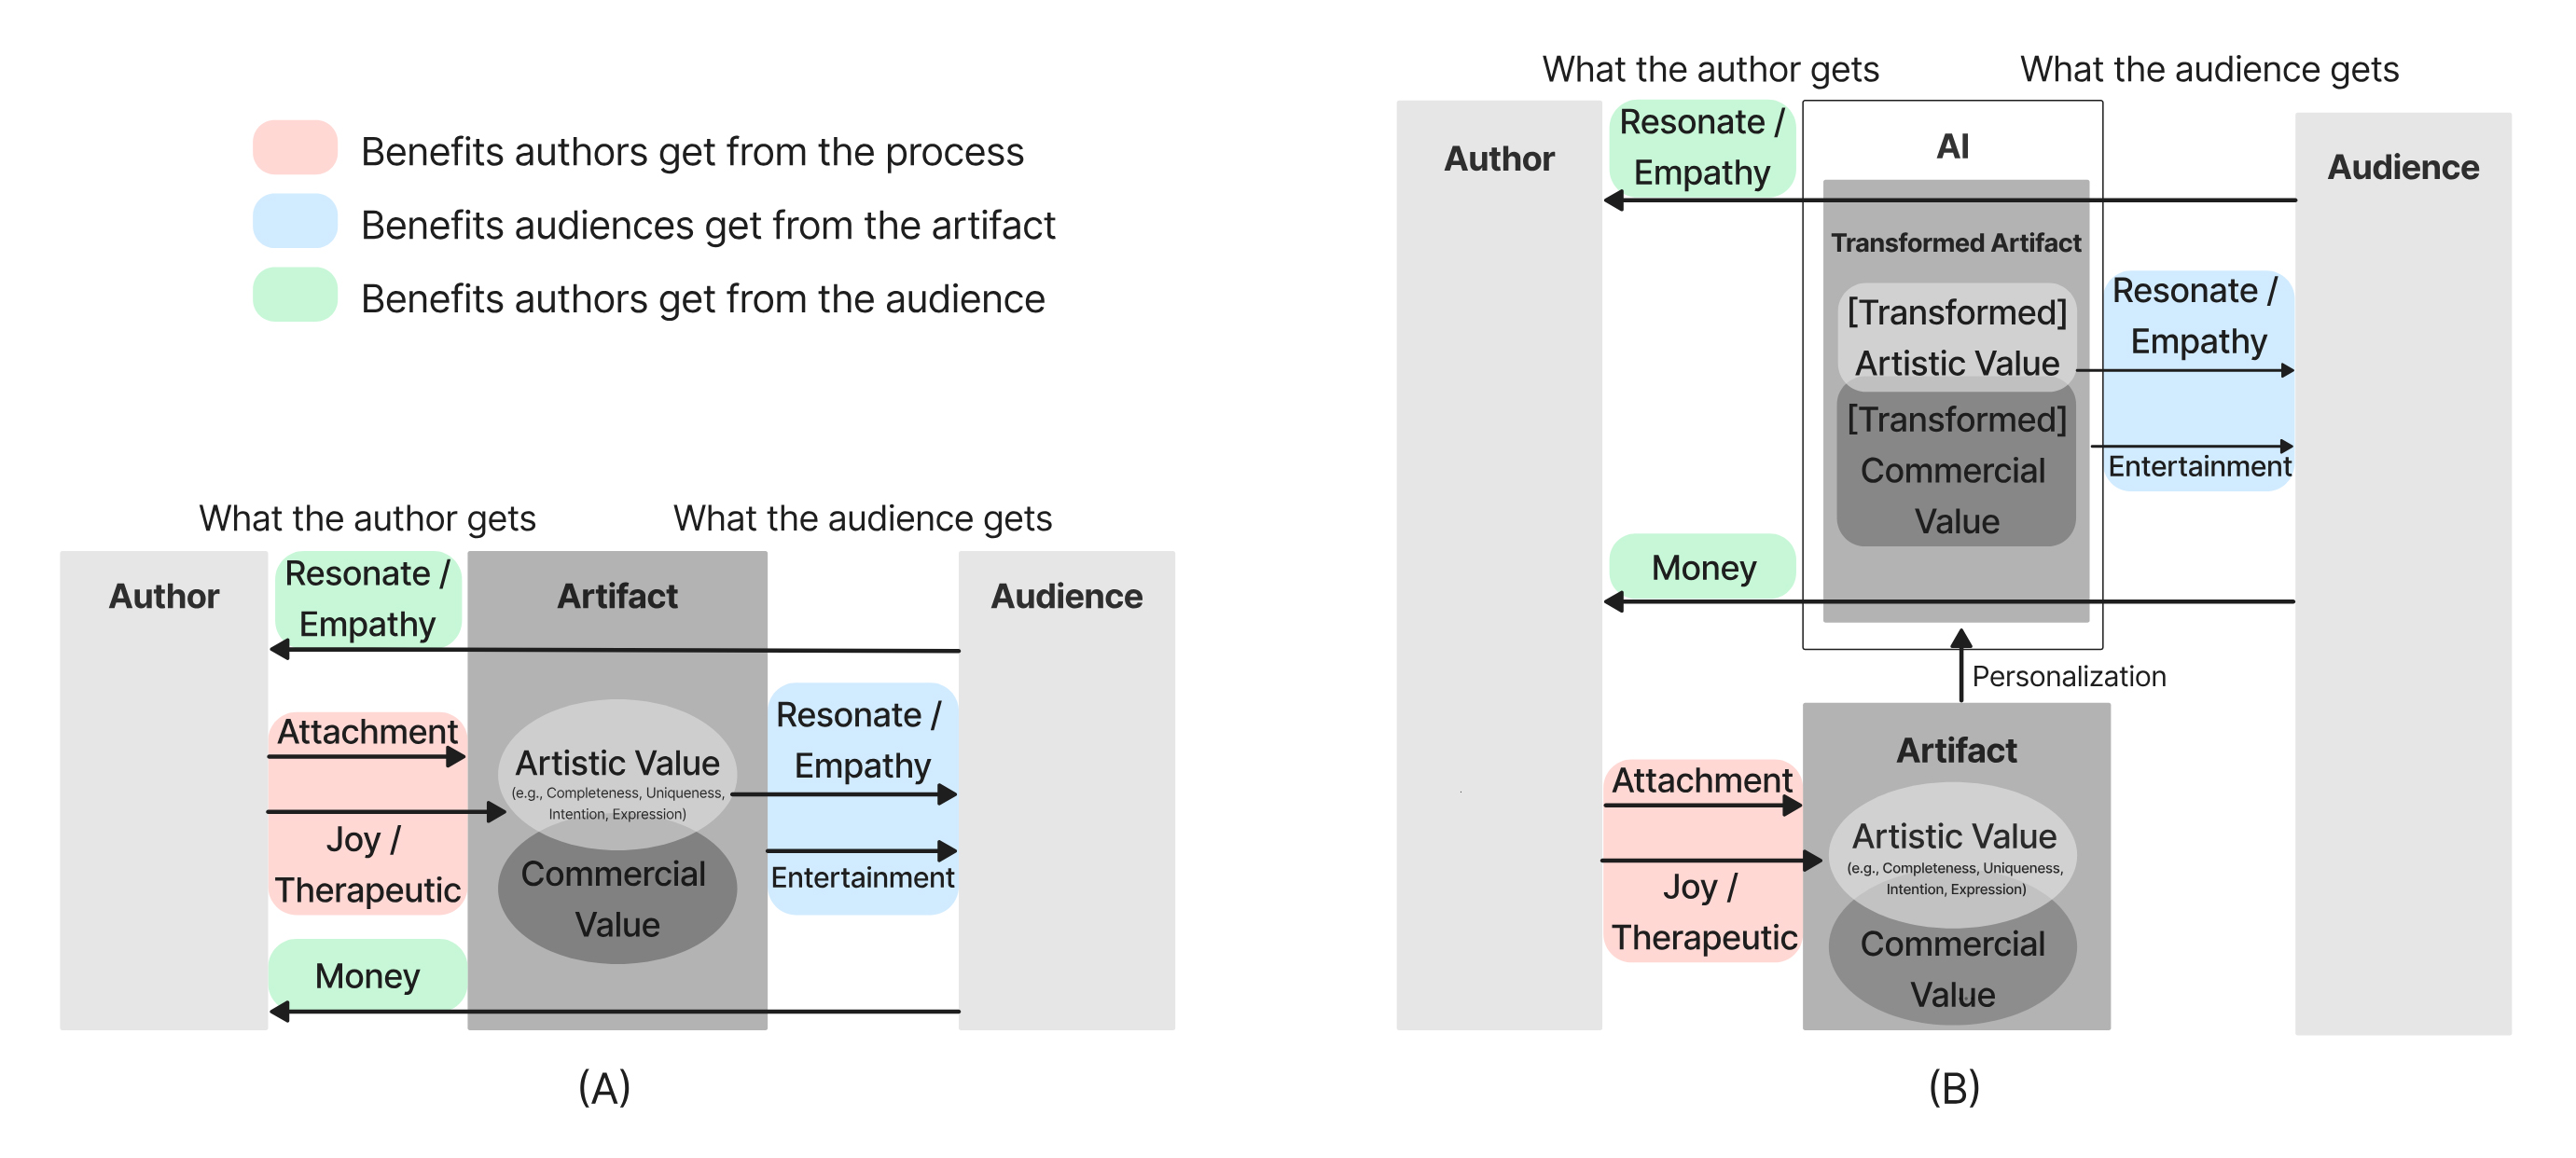 Benefits authors get from the process
Benefits audiences get from the artifact
Benefits authors get from the audience
What the author gets
What the audience gets
Author
Resonate /
Empathy
Artifact
Audience
Attachment
Joy /
Therapeutic
Artistic Value
(e.g., Completeness, Uniqueness,
Intention, Expression)
Commercial
Value
Resonate /
Empathy
Entertainment
Money
(A)
What the author gets
What the audience gets
Author
Resonate /
Empathy
AI
Audience
Transformed Artifact
[Transformed]
Artistic Value
[Transformed]
Commercial
Value
Resonate /
Empathy
Entertainment
Money
Personalization
Artifact
Attachment
Joy /
Therapeutic
Artistic Value
(e.g., Completeness, Uniqueness,
Intention, Expression)
Commercial
Value
(B)